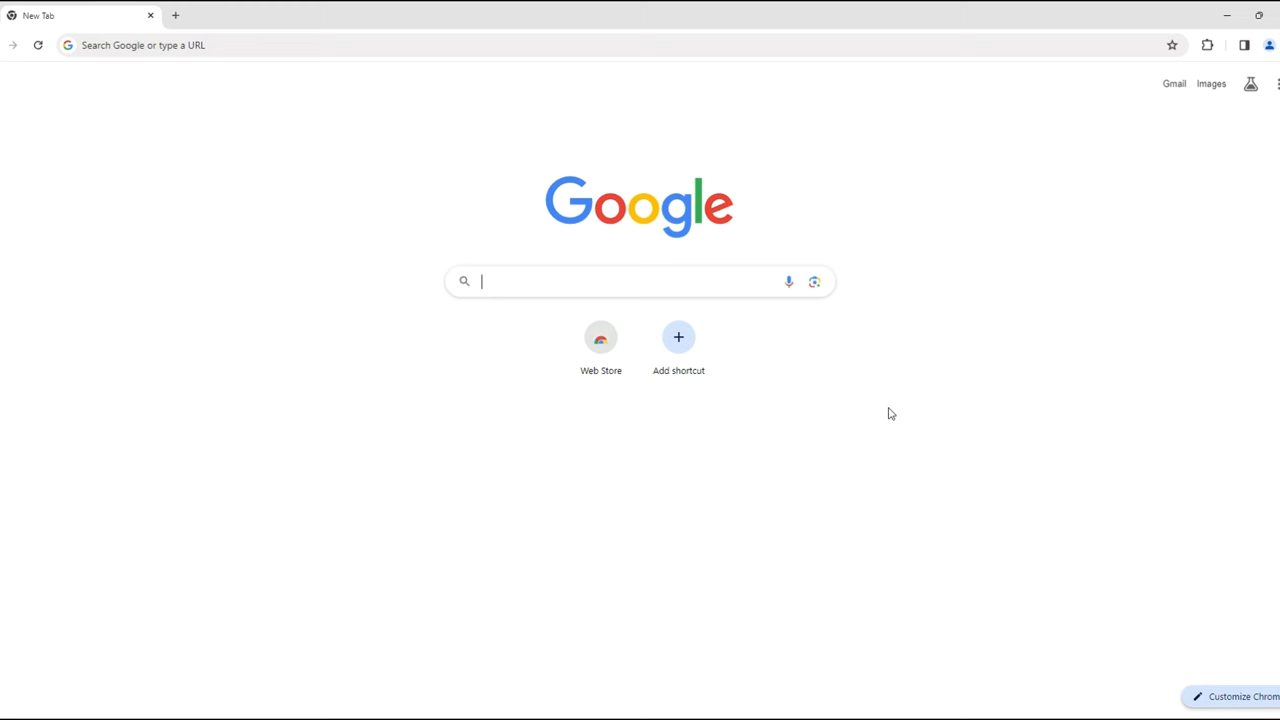 New Tab
Search Google or type a URL
Gmail Images
Google
Web Store Add shortcut
Customize Chrom